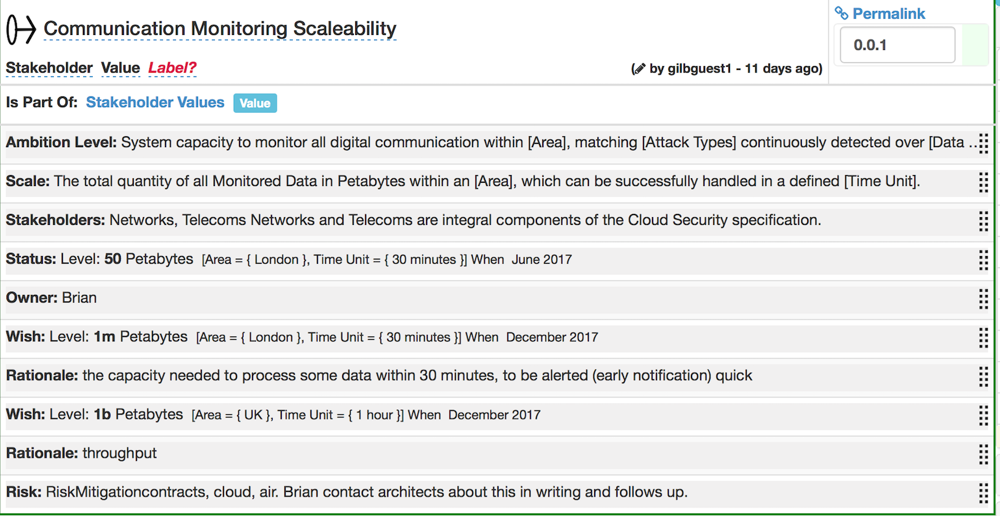 Communication Monitoring Scaleability
Permalink
0.0.1
Stakeholder Value Label?
(by gilbguest1 - 11 days ago)
Is Part Of: Stakeholder Values Value
Ambition Level: System capacity to monitor all digital communication within [Area], matching [Attack Types] continuously detected over [Data ...
Scale: The total quantity of all Monitored Data in Petabytes within an [Area], which can be successfully handled in a defined [Time Unit].
Stakeholders: Networks, Telecoms Networks and Telecoms are integral components of the Cloud Security specification.
Status: Level: 50 Petabytes [Area = { London }, Time Unit = { 30 minutes }] When June 2017
Owner: Brian
Wish: Level: 1m Petabytes [Area = { London }, Time Unit = { 30 minutes }] When December 2017
Rationale: the capacity needed to process some data within 30 minutes, to be alerted (early notification) quick
Wish: Level: 1b Petabytes [Area = { UK }, Time Unit = { 1 hour }] When December 2017
Rationale: throughput
Risk: RiskMitigationcontracts, cloud, air. Brian contact architects about this in writing and follows up.